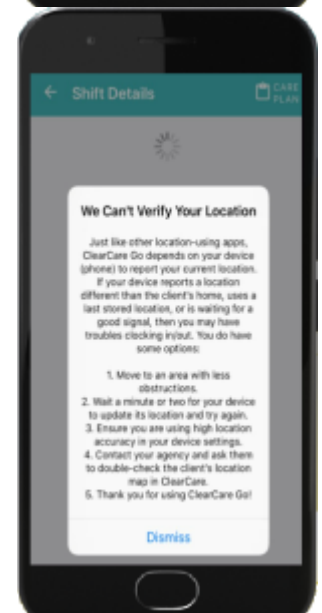 Shift Details
CARE
PLAN
We Can't Verify Your Location
Just like other location-using apps,
ClearCare Go depends on your device
(phone) to report your current location.
If your device reports a location
different than the client's home, uses a
last stored location, or is waiting for a
good signal, then you may have
troubles clocking in/out. You do have
some options:
1. Move to an area with less
obstructions.
2. Wait a minute or two for your device
to update its location and try again.
3. Ensure you are using high location
accuracy in your device settings.
4. Contact your agency and ask them
to double-check the client's location
map in ClearCare.
5. Thank you for using ClearCare Go!
Dismiss